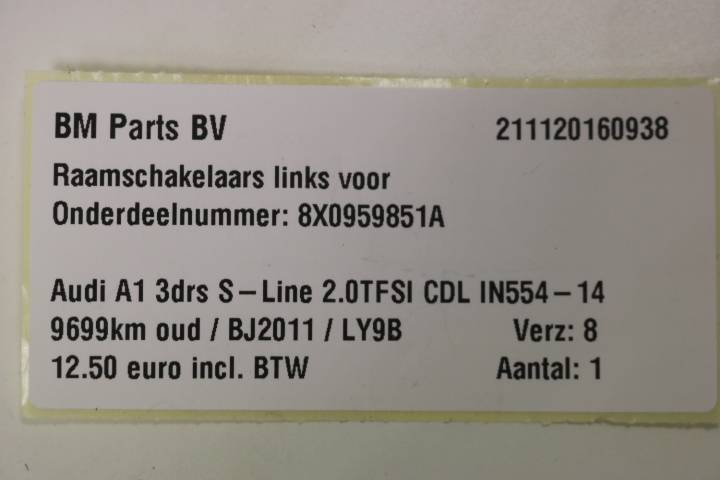 BM Parts BV 211120160938
Raamschakelaars links voor
Onderdeelnummer: 8X0959851A
Audi A1 3drs S-Line 2.0TFSI CDL IN554-14
9699km oud / BJ2011 / LY9B Verz: 8
12.50 euro incl. BTW Aantal: 1